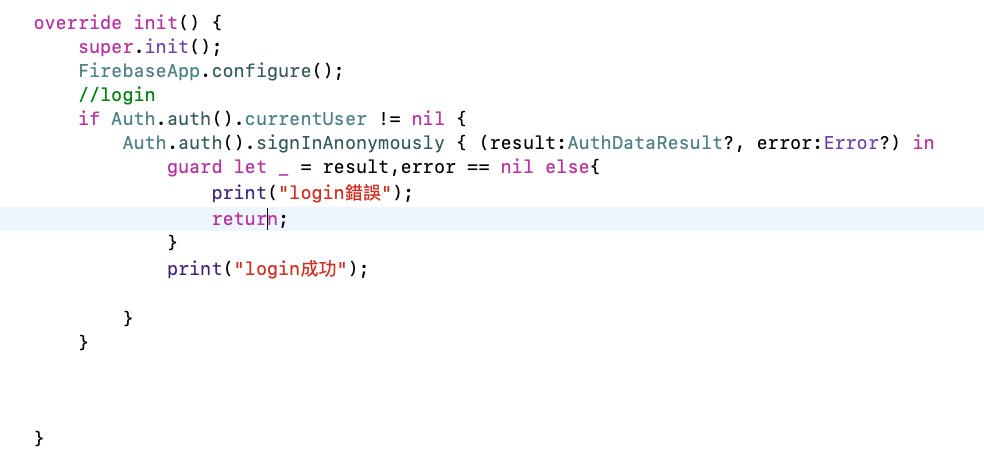 override init() {
super.init();
FirebaseApp.configure();
//login
if Auth.auth().currentUser != nil {
Auth.auth().signInAnonymously { (result:AuthDataResult?, error:Error?) in
guard let _ = result,error == nil else{
print("login錯誤");
return;
}
print("login成功");
}
}
}